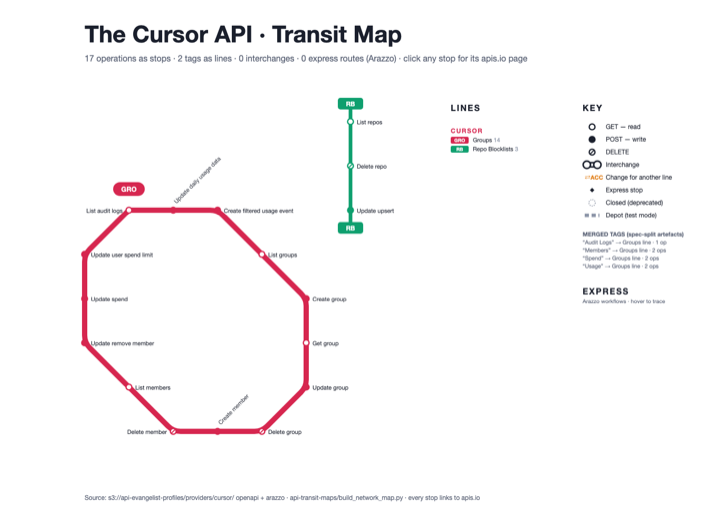 The Cursor API · Transit Map
17 operations as stops · 2 tags as lines · 0 interchanges · 0 express routes (Arazzo) · click any stop for its apis.io page
RB
List repos
Delete repo
Update upsert
RB
GRO
Update daily usage data
List audit logs
Create filtered usage event
Update user spend limit
List groups
Update spend
Create group
Update remove member
Get group
List members
Update group
Create member
Delete member
Delete group
LINES
CURSOR
GRO Groups 14
RB Repo Blocklists 3
KEY
GET — read
POST — write
DELETE
Interchange
ACC Change for another line
Express stop
Closed (deprecated)
Depot (test mode)
MERGED TAGS (spec-split artefacts)
"Audit Logs" → Groups line · 1 op
"Members" → Groups line · 2 ops
"Spend" → Groups line · 2 ops
"Usage" → Groups line · 2 ops
EXPRESS
Arazzo workflows · hover to trace
Source: s3://api-evangelist-profiles/providers/cursor/ openapi + arazzo · api-transit-maps/build_network_map.py · every stop links to apis.io